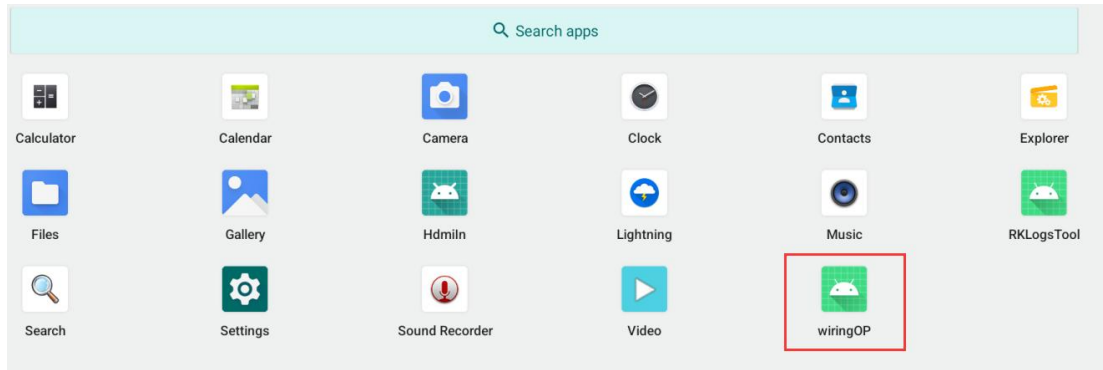 Search apps
Calculator Calendar Camera Clock Contacts Explorer
Files Gallery HdmiIn Lightning Music RKLogsTool
Search Settings Sound Recorder Video wiringOP